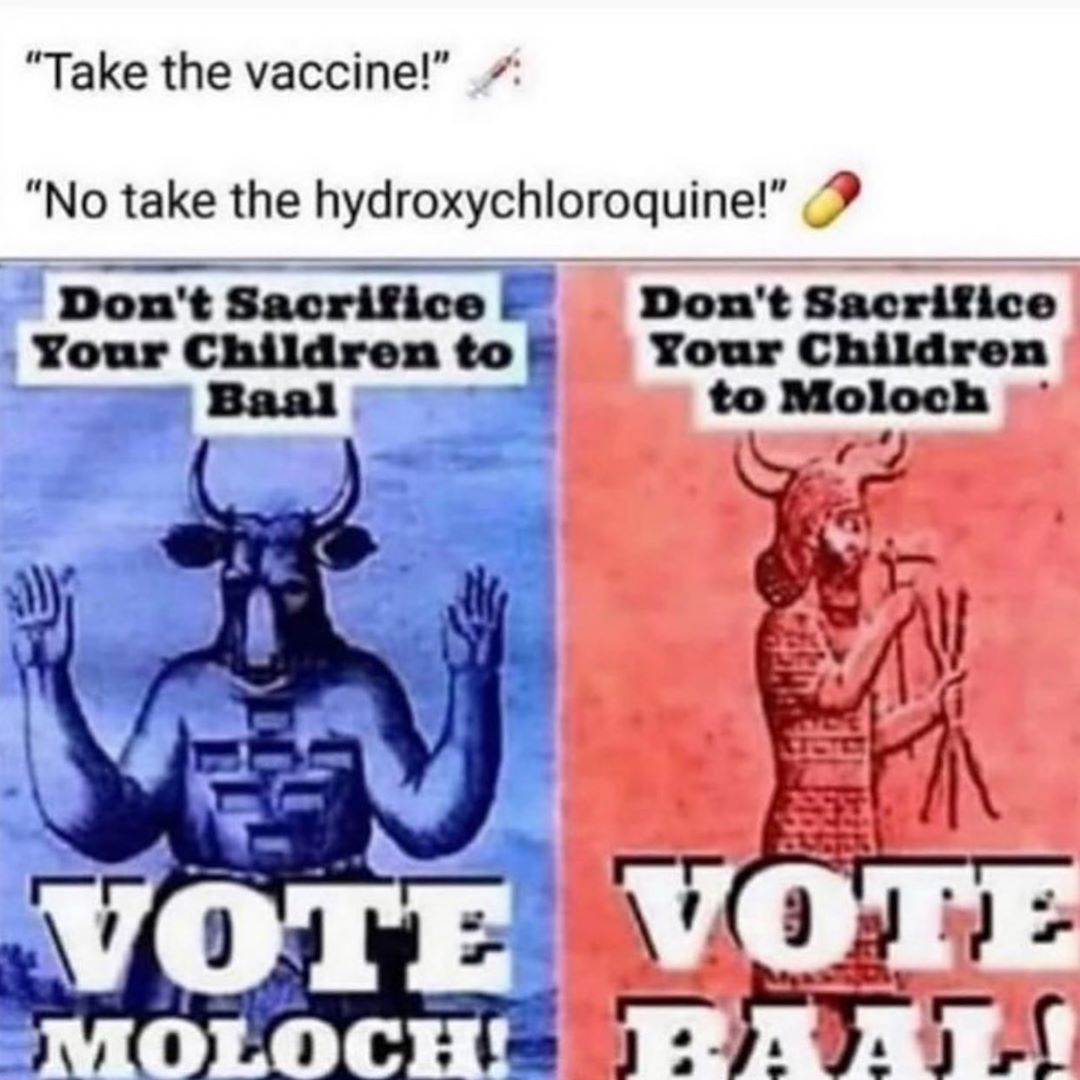 “Take the vaccine!” 💉
“No take the hydroxychloroquine!” 💊
Don't Sacrifice
Your Children to
Baal
VOTE
MOLOCH!
Don't Sacrifice
Your Children
to Moloch
VOTE
BAAL!